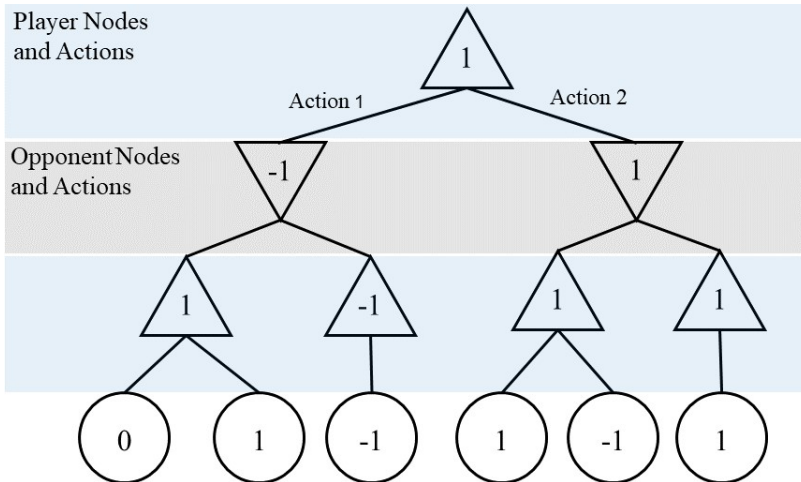 Player Nodes
and Actions
1
Action 1
Action 2
Opponent Nodes
and Actions
-1
1
1
-1
1
1
0
1
-1
1
-1
1